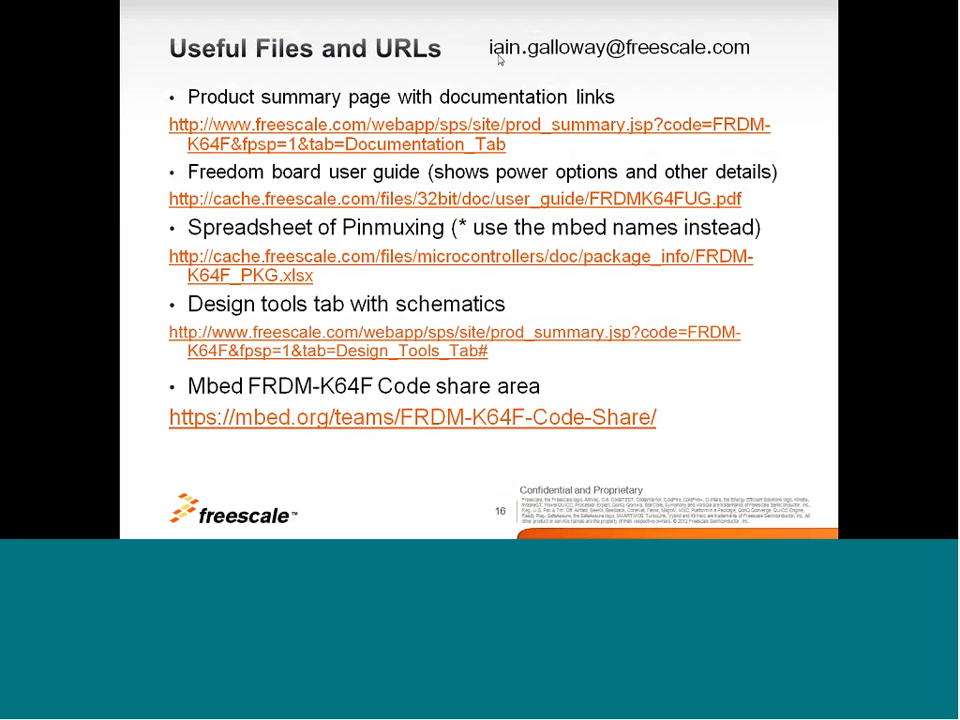 Useful Files and URLs
iain.galloway@freescale.com
• Product summary page with documentation links
http://www.freescale.com/webapp/sps/site/prod_summary.jsp?code=FRDM-
K64F&fpsp=1&tab=Documentation_Tab
• Freedom board user guide (shows power options and other details)
http://cache.freescale.com/files/32bit/doc/user_guide/FRDMK64FUG.pdf
• Spreadsheet of Pinmuxing (* use the mbed names instead)
http://cache.freescale.com/files/microcontrollers/doc/package_info/FRDM-
K64F_PKG.xlsx
• Design tools tab with schematics
http://www.freescale.com/webapp/sps/site/prod_summary.jsp?code=FRDM-
K64F&fpsp=1&tab=Design_Tools_Tab#
• Mbed FRDM-K64F Code share area
https://mbed.org/teams/FRDM-K64F-Code-Share/
freescale™
16
Confidential and Proprietary